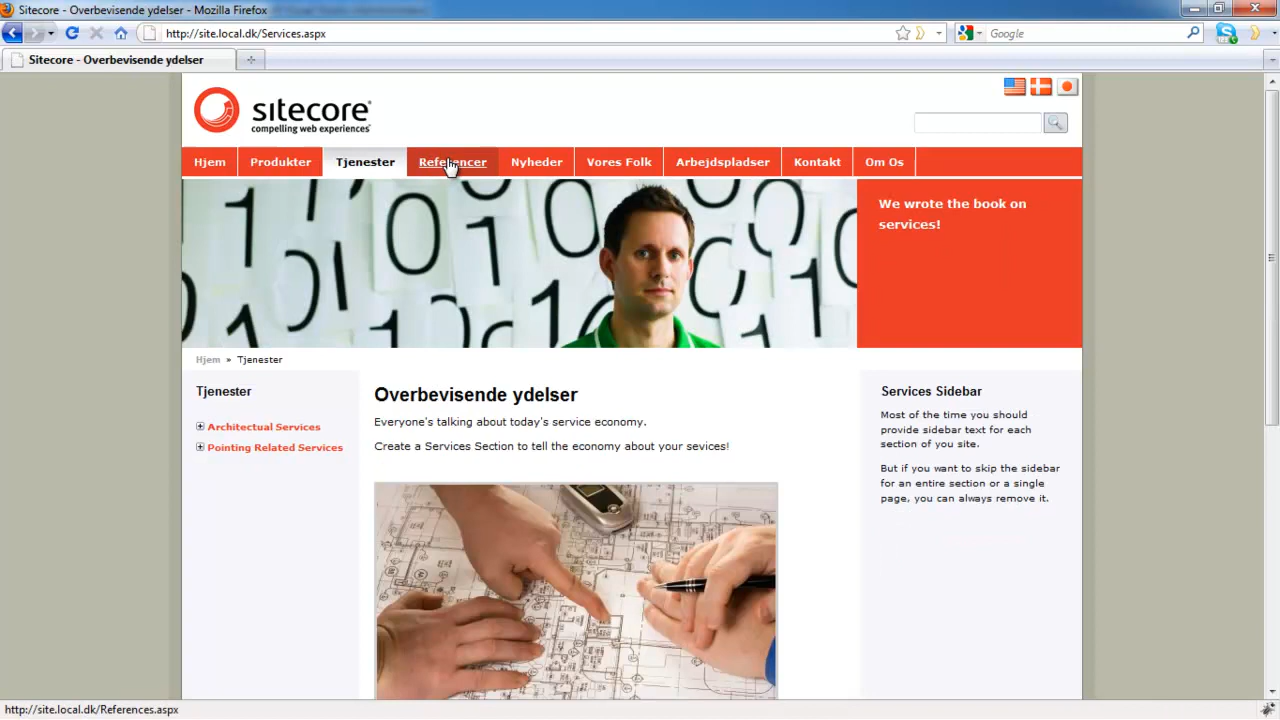 Sitecore - Overbevisende ydelser - Mozilla Firefox
http://site.local.dk/Services.aspx
Google
Sitecore - Overbevisende ydelser
sitecore
compelling web experiences
Hjem Produkter Tjenester Referencer Nyheder Vores Folk Arbejdspladser Kontakt Om Os
We wrote the book on
services!
Hjem » Tjenester
Tjenester
Architectual Services
Pointing Related Services
Overbevisende ydelser
Everyone's talking about today's service economy.
Create a Services Section to tell the economy about your sevices!
Services Sidebar
Most of the time you should
provide sidebar text for each
section of you site.
But if you want to skip the sidebar
for an entire section or a single
page, you can always remove it.
http://site.local.dk/References.aspx